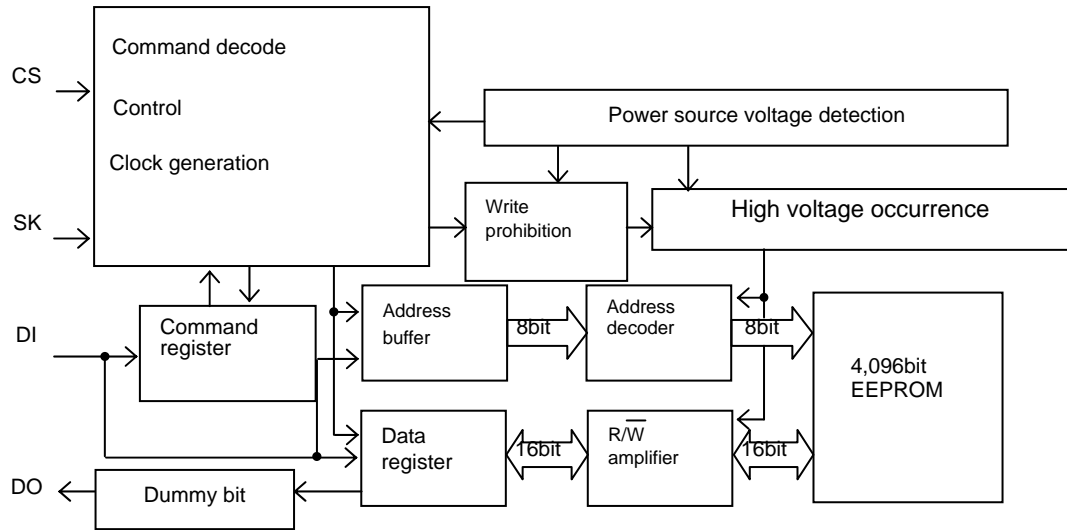 Command decode
CS
Control
Power source voltage detection
Clock generation
SK
Write
prohibition
High voltage occurrence
DI
Command
register
Address
buffer
8bit
Address
decoder
8bit
4,096bit
EEPROM
Data
register
16bit
R/W̅
amplifier
16bit
DO
Dummy bit